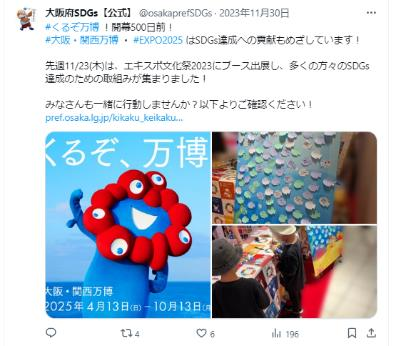 大阪府SDGs【公式】 @osakaprefSDGs · 2023年11月30日
#くるぞ万博 ！開幕500日前！
#大阪・関西万博 ・ #EXPO2025 はSDGs達成への貢献もめざしています！
先週11/23(木)は、エキスポ文化祭2023にブース出展し、多くの方々のSDGs
達成のための取組みが集まりました！
みなさんも一緒に行動しませんか？以下よりご確認ください！
pref.osaka.lg.jp/kikaku_keikaku…
くるぞ、万博
大阪・関西万博
2025年4月13日(日)－10月13日(月
4
6
196